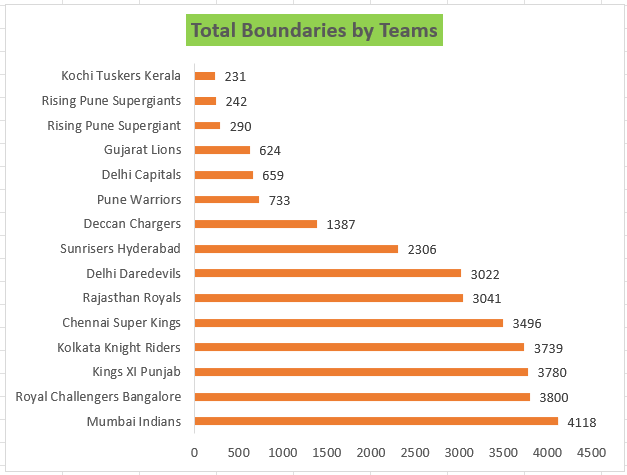 Total Boundaries by Teams
Kochi Tuskers Kerala 231
Rising Pune Supergiants 242
Rising Pune Supergiant 290
Gujarat Lions 624
Delhi Capitals 659
Pune Warriors 733
Deccan Chargers 1387
Sunrisers Hyderabad 2306
Delhi Daredevils 3022
Rajasthan Royals 3041
Chennai Super Kings 3496
Kolkata Knight Riders 3739
Kings XI Punjab 3780
Royal Challengers Bangalore 3800
Mumbai Indians 4118
0 500 1000 1500 2000 2500 3000 3500 4000 4500